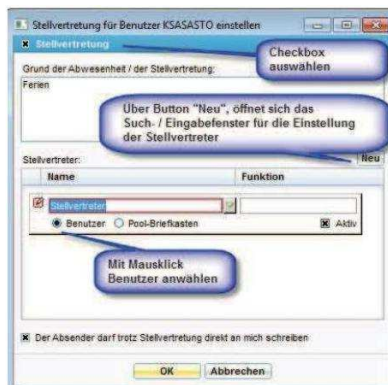 Stellvertretung für Benutzer KSASASTO einstellen
Stellvertretung
Checkbox
auswählen
Grund der Abwesenheit / der Stellvertretung:
Ferien
Über Button "Neu", öffnet sich das
Such- / Eingabefenster für die Einstellung
der Stellvertreter
Stellvertreter:
Neu
Name Funktion
Stellvertreter
Benutzer Pool-Briefkasten Aktiv
Mit Mausklick
Benutzer anwählen
Der Absender darf trotz Stellvertretung direkt an mich schreiben
OK Abbrechen